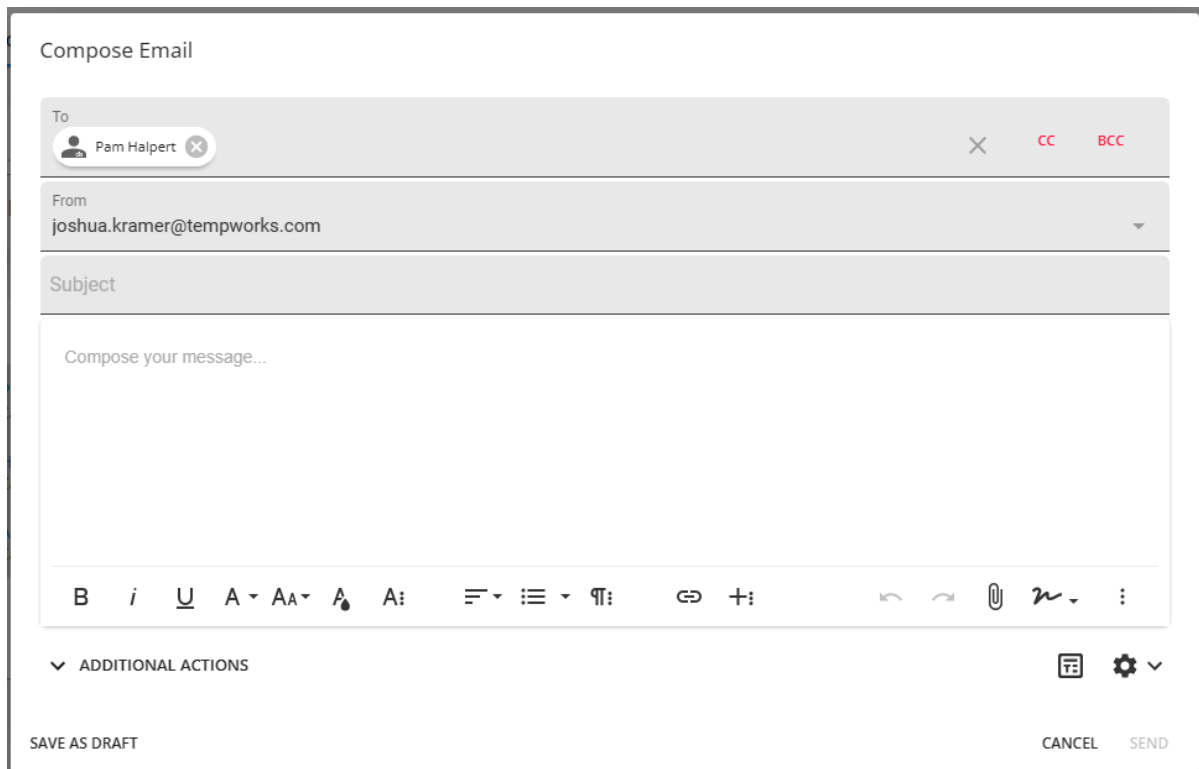 Compose Email
To
Pam Halpert
CC BCC
From
joshua.kramer@tempworks.com
Subject
Compose your message...
B i U A AA A A
ADDITIONAL ACTIONS
SAVE AS DRAFT CANCEL SEND